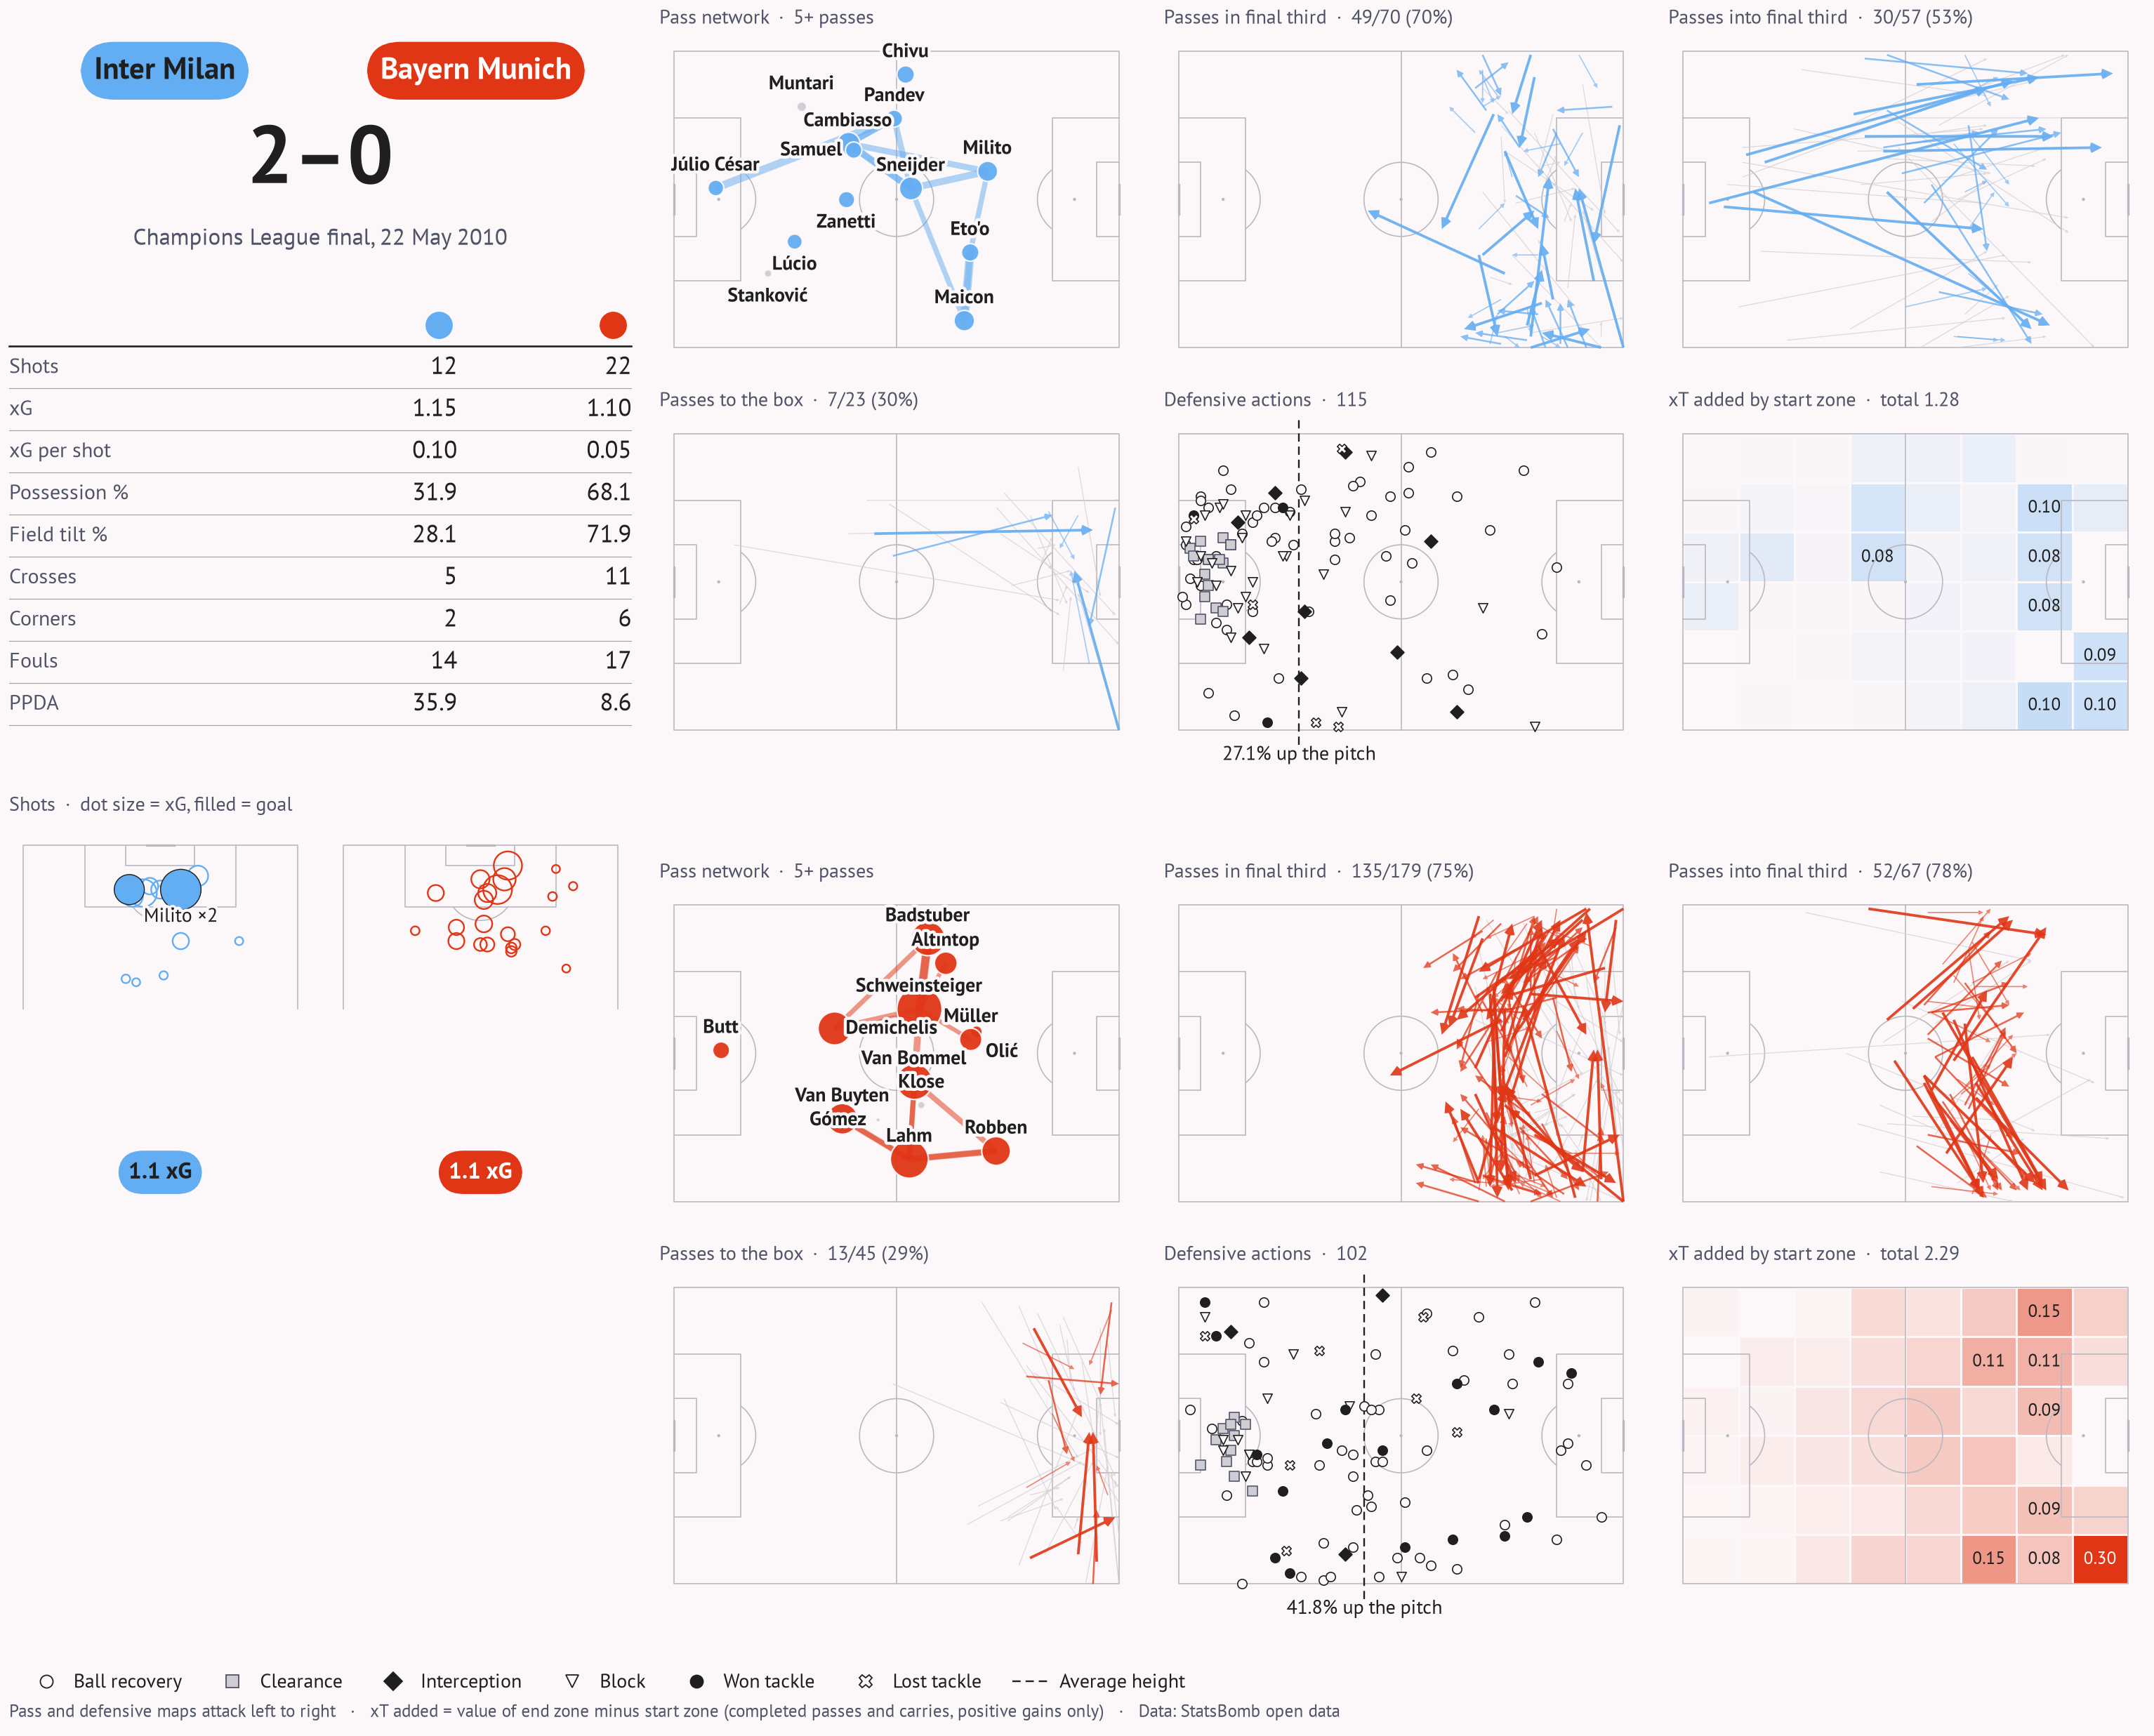 Inter Milan
Bayern Munich
2–0
Champions League final, 22 May 2010
Shots 12 22
xG 1.15 1.10
xG per shot 0.10 0.05
Possession % 31.9 68.1
Field tilt % 28.1 71.9
Crosses 5 11
Corners 2 6
Fouls 14 17
PPDA 35.9 8.6
Shots · dot size = xG, filled = goal
Milito ×2
1.1 xG
1.1 xG
Pass network · 5+ passes
Chivu
Muntari
Pandev
Cambiasso
Samuel
Milito
Júlio César
Sneijder
Zanetti
Eto'o
Lúcio
Stanković
Maicon
Passes in final third · 49/70 (70%)
Passes into final third · 30/57 (53%)
Passes to the box · 7/23 (30%)
Defensive actions · 115
27.1% up the pitch
xT added by start zone · total 1.28
0.10
0.08
0.08
0.08
0.09
0.10
0.10
Pass network · 5+ passes
Badstuber
Altıntop
Schweinsteiger
Müller
Butt
Demichelis
Olić
Van Bommel
Klose
Van Buyten
Gómez
Lahm
Robben
Passes in final third · 135/179 (75%)
Passes into final third · 52/67 (78%)
Passes to the box · 13/45 (29%)
Defensive actions · 102
41.8% up the pitch
xT added by start zone · total 2.29
0.15
0.11
0.11
0.09
0.09
0.15
0.08
0.30
Ball recovery
Clearance
Interception
Block
Won tackle
Lost tackle
Average height
Pass and defensive maps attack left to right · xT added = value of end zone minus start zone (completed passes and carries, positive gains only) · Data: StatsBomb open data